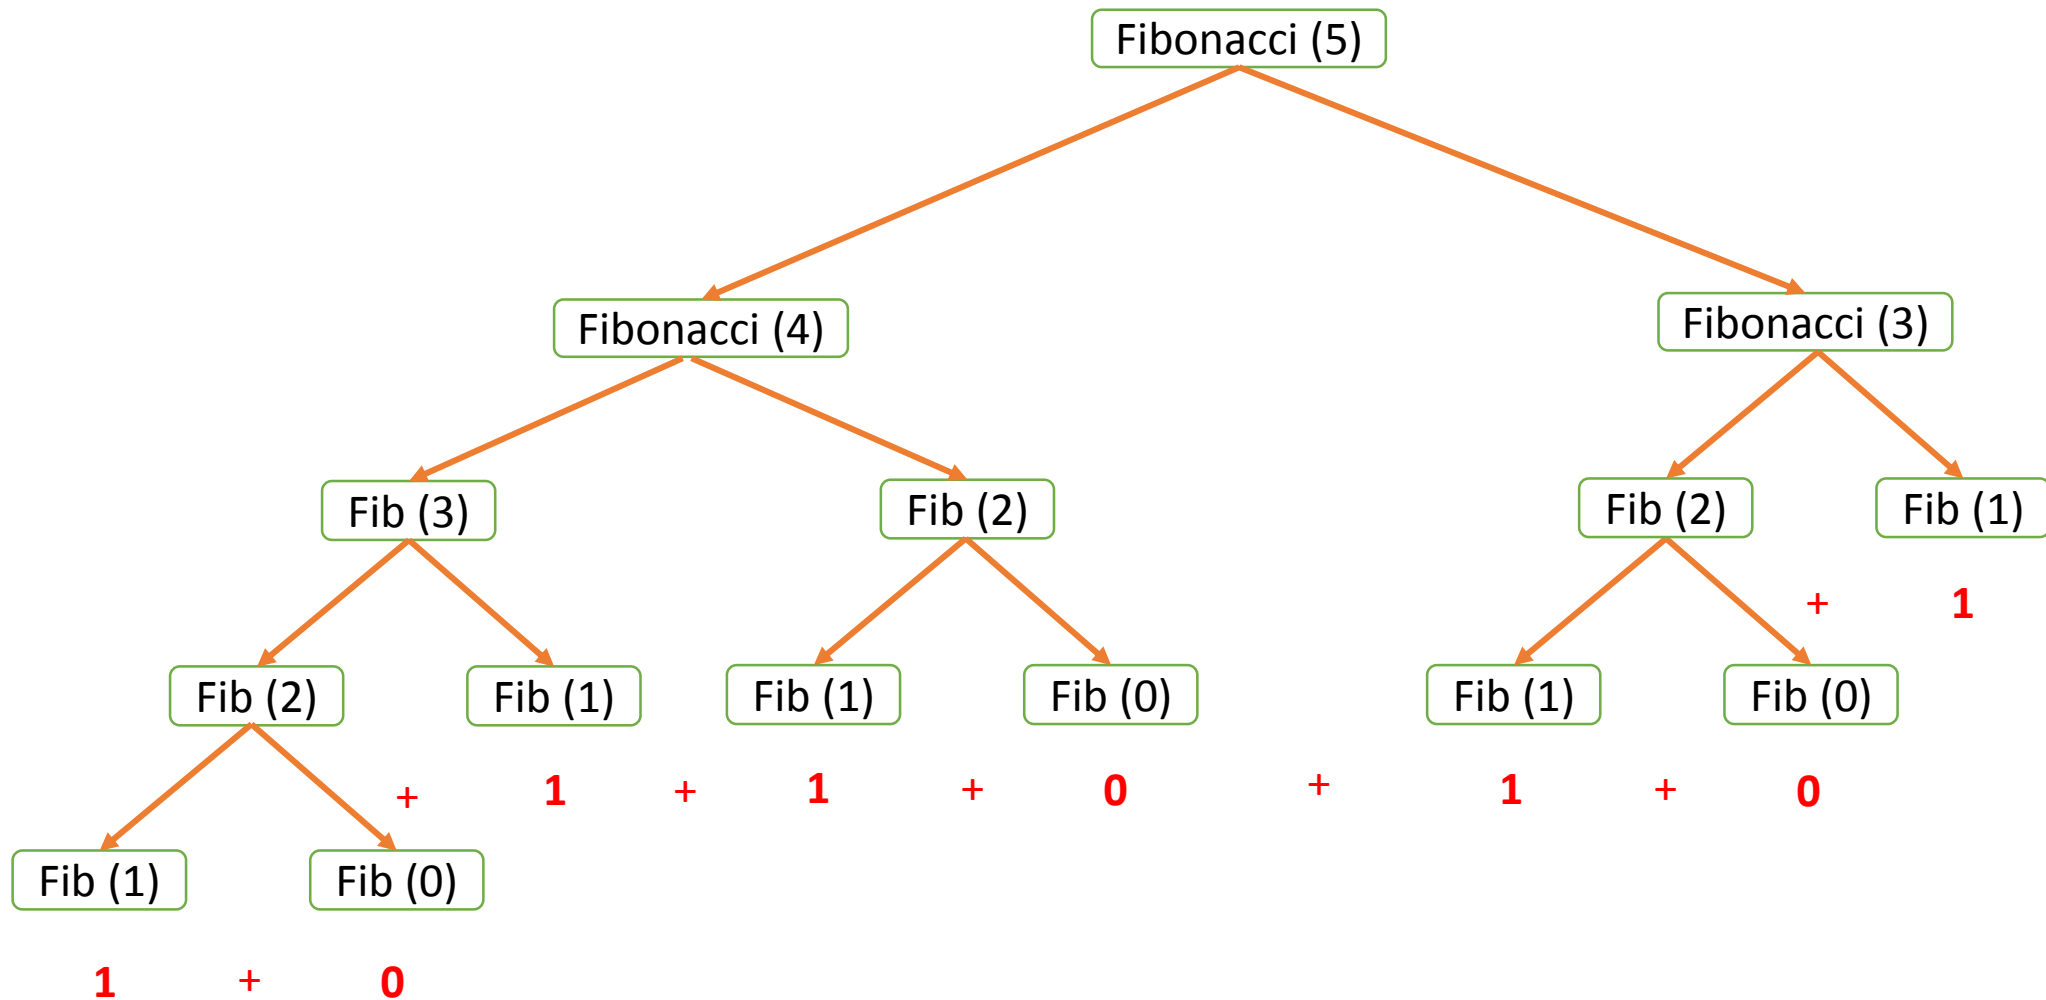 Fibonacci (5)
Fibonacci (4)
Fibonacci (3)
Fib (3)
Fib (2)
Fib (2)
Fib (1)
+ 1
Fib (2)
Fib (1)
Fib (1)
Fib (0)
Fib (1)
Fib (0)
+ 1 + 1 + 0 + 1 + 0
Fib (1)
Fib (0)
1 + 0